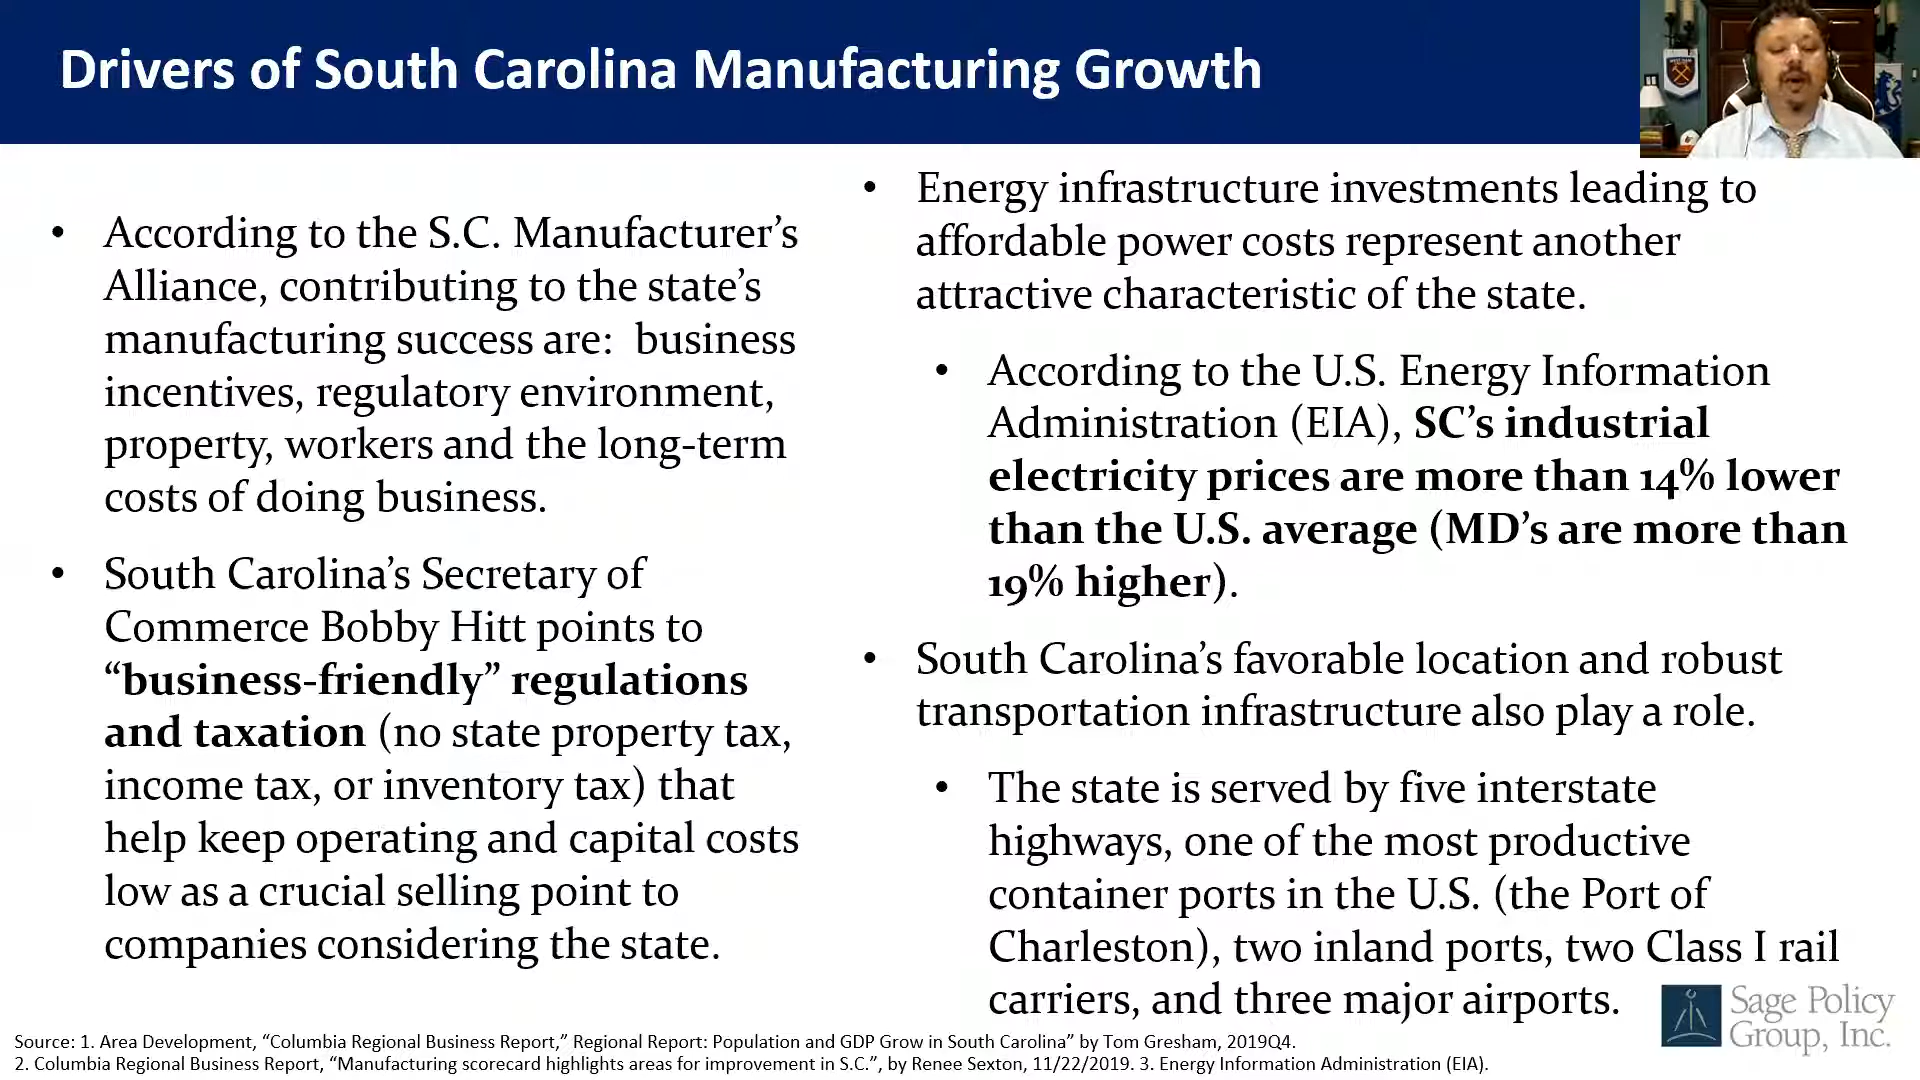 Drivers of South Carolina Manufacturing Growth
• According to the S.C. Manufacturer’s
Alliance, contributing to the state’s
manufacturing success are:  business
incentives, regulatory environment,
property, workers and the long-term
costs of doing business.
• South Carolina’s Secretary of
Commerce Bobby Hitt points to
“business-friendly” regulations
and taxation (no state property tax,
income tax, or inventory tax) that
help keep operating and capital costs
low as a crucial selling point to
companies considering the state.
• Energy infrastructure investments leading to
affordable power costs represent another
attractive characteristic of the state.
• According to the U.S. Energy Information
Administration (EIA), SC’s industrial
electricity prices are more than 14% lower
than the U.S. average (MD’s are more than
19% higher).
• South Carolina’s favorable location and robust
transportation infrastructure also play a role.
• The state is served by five interstate
highways, one of the most productive
container ports in the U.S. (the Port of
Charleston), two inland ports, two Class I rail
carriers, and three major airports.
Sage Policy
Group, Inc.
Source: 1. Area Development, “Columbia Regional Business Report,” Regional Report: Population and GDP Grow in South Carolina” by Tom Gresham, 2019Q4.
2. Columbia Regional Business Report, “Manufacturing scorecard highlights areas for improvement in S.C.”, by Renee Sexton, 11/22/2019. 3. Energy Information Administration (EIA).